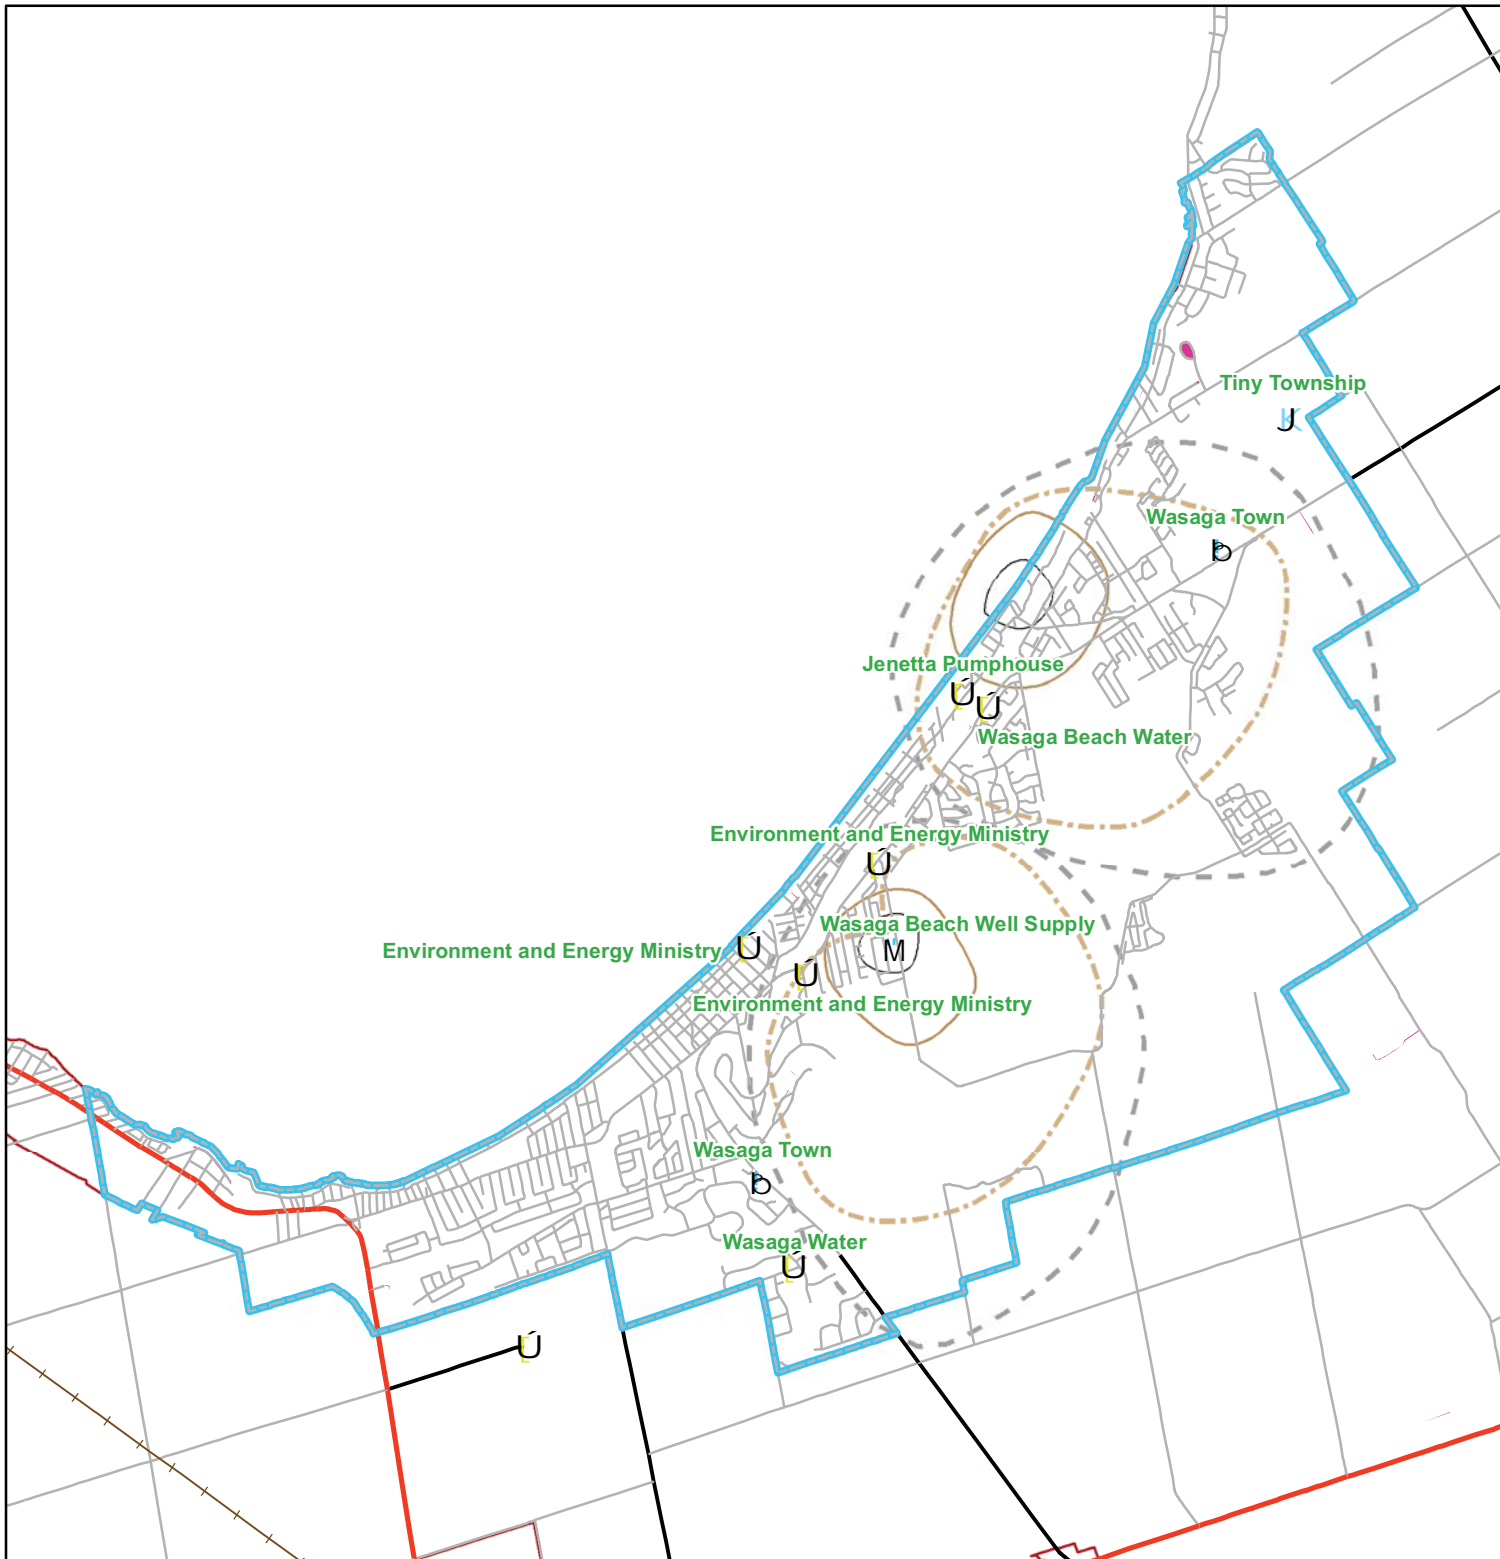 Tiny Township
JK
Wasaga Town
b
Jenetta Pumphouse
Ú
Ú
Wasaga Beach Water
Environment and Energy Ministry
Ú
Wasaga Beach Well Supply
Environment and Energy Ministry
Ú
M
Ú
Environment and Energy Ministry
Wasaga Town
b
Wasaga Water
Ú
Ú